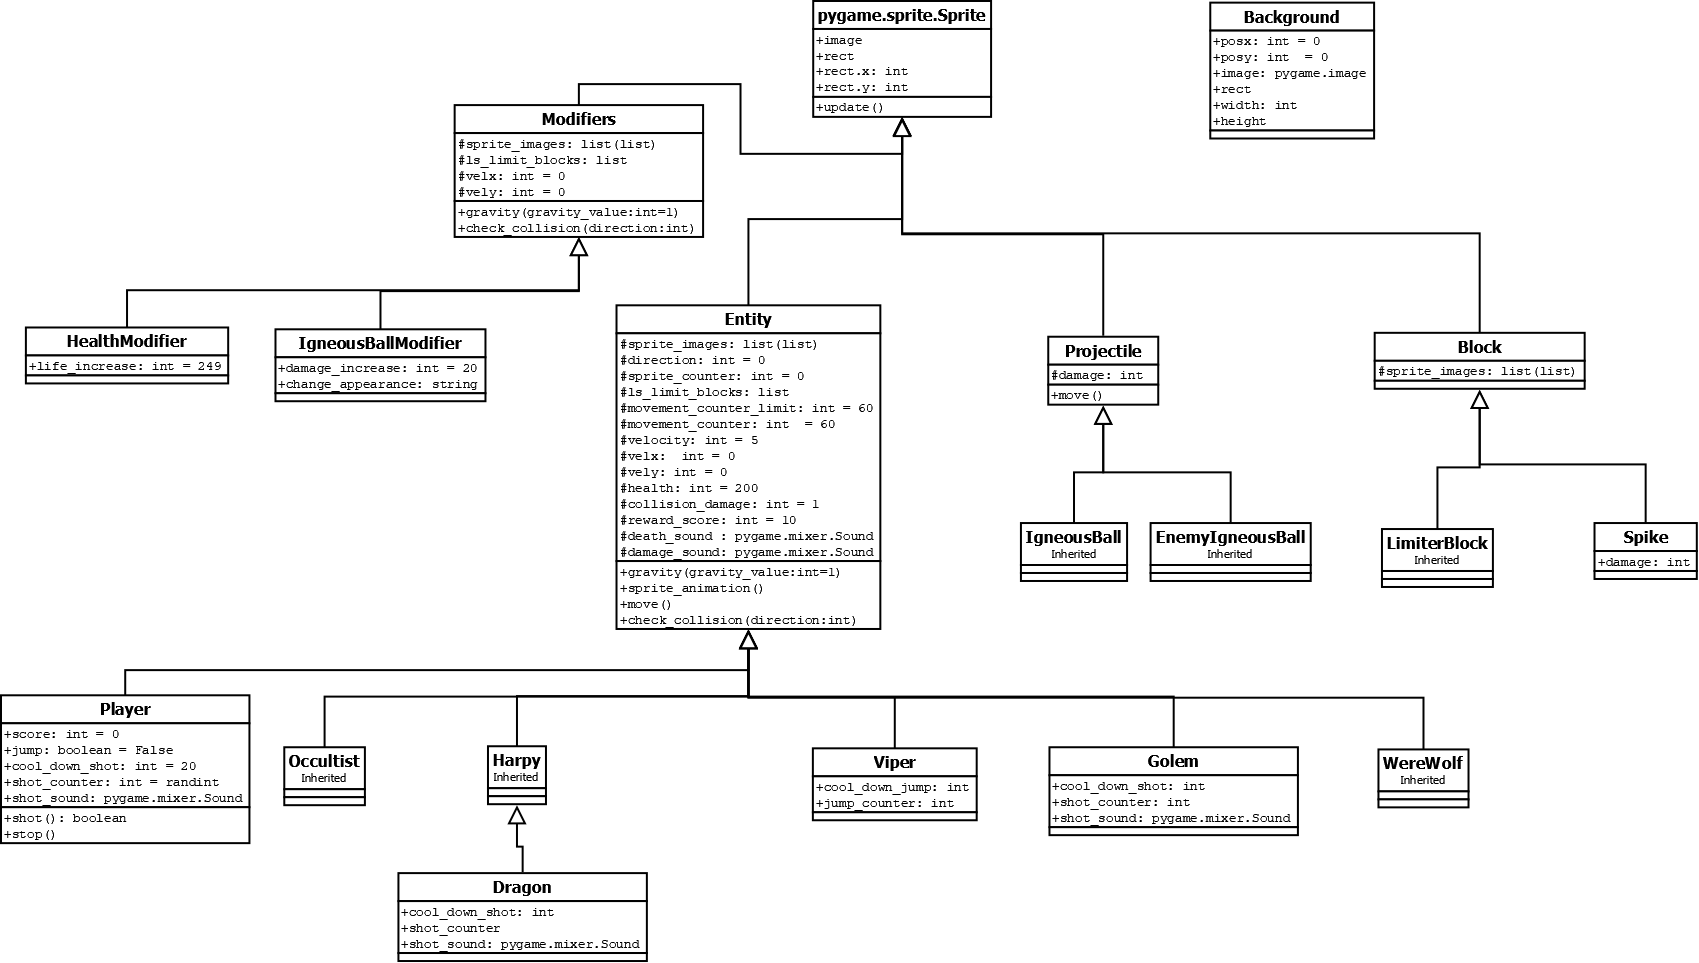 pygame.sprite.Sprite
+image
+rect
+rect.x: int
+rect.y: int
+update()
Background
+posx: int = 0
+posy: int  = 0
+image: pygame.image
+rect
+width: int
+height
Modifiers
#sprite_images: list(list)
#ls_limit_blocks: list
#velx: int = 0
#vely: int = 0
+gravity(gravity_value:int=1)
+check_collision(direction:int)
HealthModifier
+life_increase: int = 249
IgneousBallModifier
+damage_increase: int = 20
+change_appearance: string
Entity
#sprite_images: list(list)
#direction: int = 0
#sprite_counter: int = 0
#ls_limit_blocks: list
#movement_counter_limit: int = 60
#movement_counter: int  = 60
#velocity: int = 5
#velx:  int = 0
#vely: int = 0
#health: int = 200
#collision_damage: int = 1
#reward_score: int = 10
#death_sound : pygame.mixer.Sound
#damage_sound: pygame.mixer.Sound
+gravity(gravity_value:int=1)
+sprite_animation()
+move()
+check_collision(direction:int)
Projectile
#damage: int
+move()
Block
#sprite_images: list(list)
IgneousBall
Inherited
EnemyIgneousBall
Inherited
LimiterBlock
Inherited
Spike
+damage: int
Player
+score: int = 0
+jump: boolean = False
+cool_down_shot: int = 20
+shot_counter: int = randint
+shot_sound: pygame.mixer.Sound
+shot(): boolean
+stop()
Occultist
Inherited
Harpy
Inherited
Viper
+cool_down_jump: int
+jump_counter: int
Golem
+cool_down_shot: int
+shot_counter: int
+shot_sound: pygame.mixer.Sound
WereWolf
Inherited
Dragon
+cool_down_shot: int
+shot_counter
+shot_sound: pygame.mixer.Sound